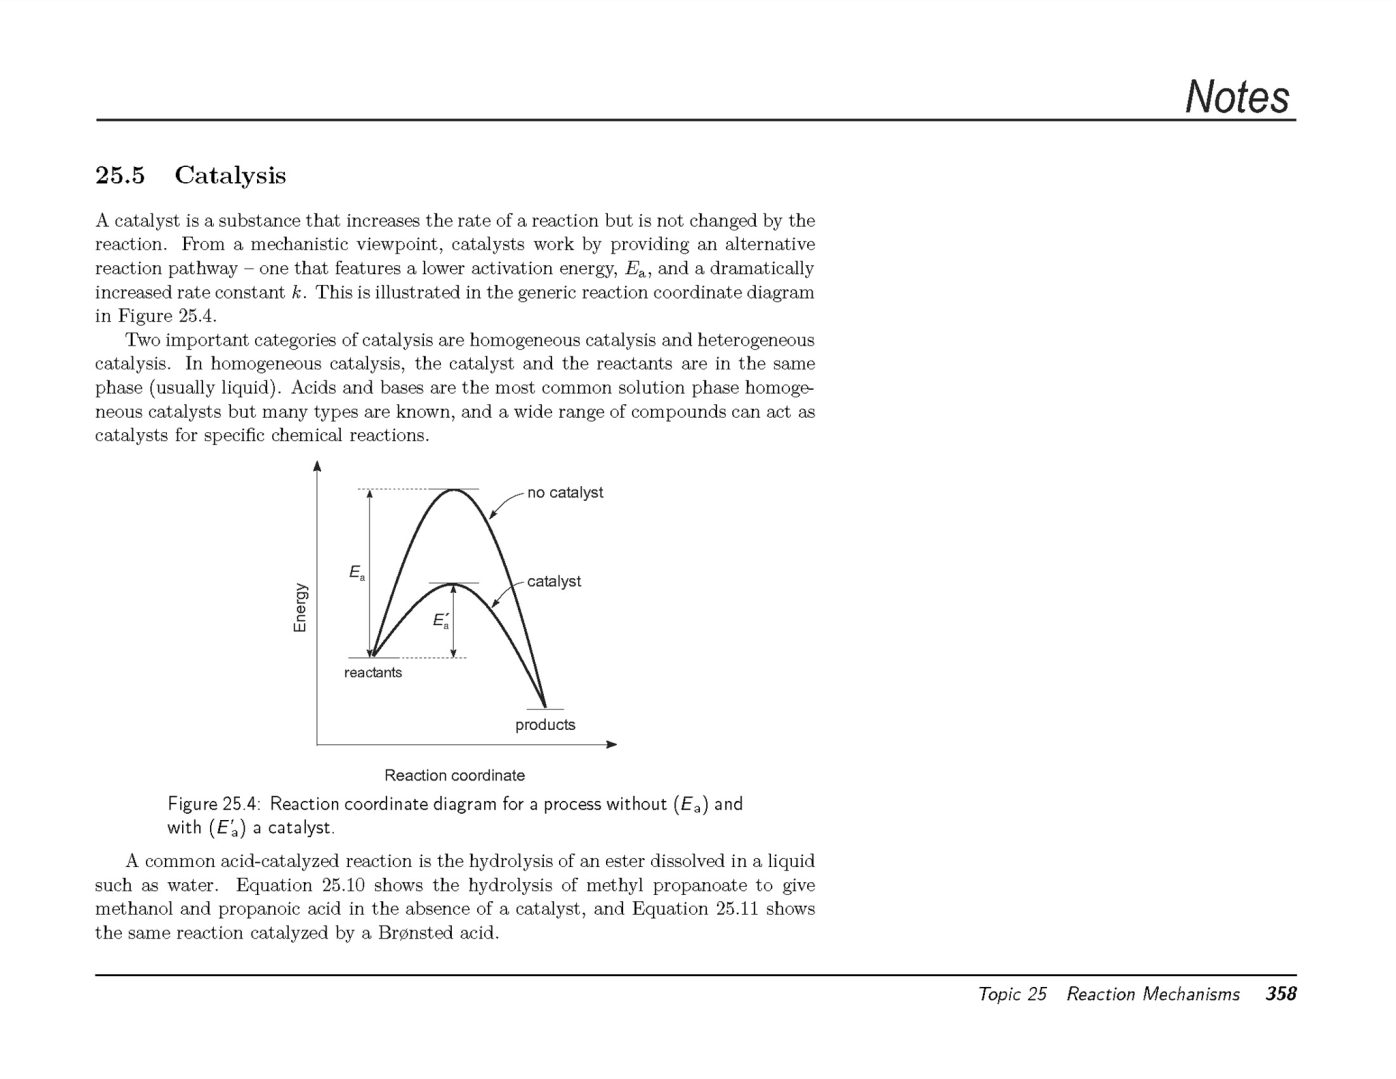 Notes
25.5 Catalysis
A catalyst is a substance that increases the rate of a reaction but is not changed by the
reaction. From a mechanistic viewpoint, catalysts work by providing an alternative
reaction pathway – one that features a lower activation energy, Eₐ, and a dramatically
increased rate constant k. This is illustrated in the generic reaction coordinate diagram
in Figure 25.4.
Two important categories of catalysis are homogeneous catalysis and heterogeneous
catalysis. In homogeneous catalysis, the catalyst and the reactants are in the same
phase (usually liquid). Acids and bases are the most common solution phase homoge-
neous catalysts but many types are known, and a wide range of compounds can act as
catalysts for specific chemical reactions.
no catalyst
Eₐ
catalyst
Energy
E′ₐ
reactants
products
Reaction coordinate
Figure 25.4: Reaction coordinate diagram for a process without (Eₐ) and
with (E′ₐ) a catalyst.
A common acid-catalyzed reaction is the hydrolysis of an ester dissolved in a liquid
such as water. Equation 25.10 shows the hydrolysis of methyl propanoate to give
methanol and propanoic acid in the absence of a catalyst, and Equation 25.11 shows
the same reaction catalyzed by a Brønsted acid.
Topic 25 Reaction Mechanisms 358